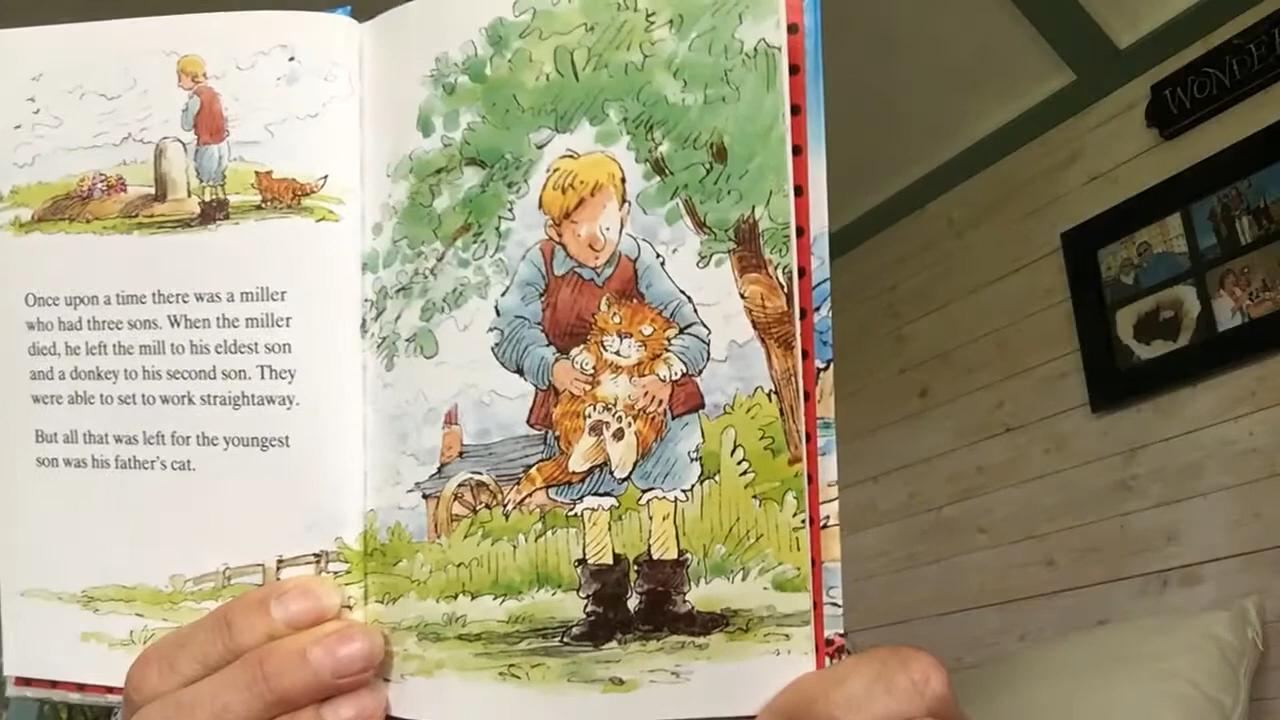 Once upon a time there was a miller
who had three sons. When the miller
died, he left the mill to his eldest son
and a donkey to his second son. They
were able to set to work straightaway.
But all that was left for the youngest
son was his father's cat.